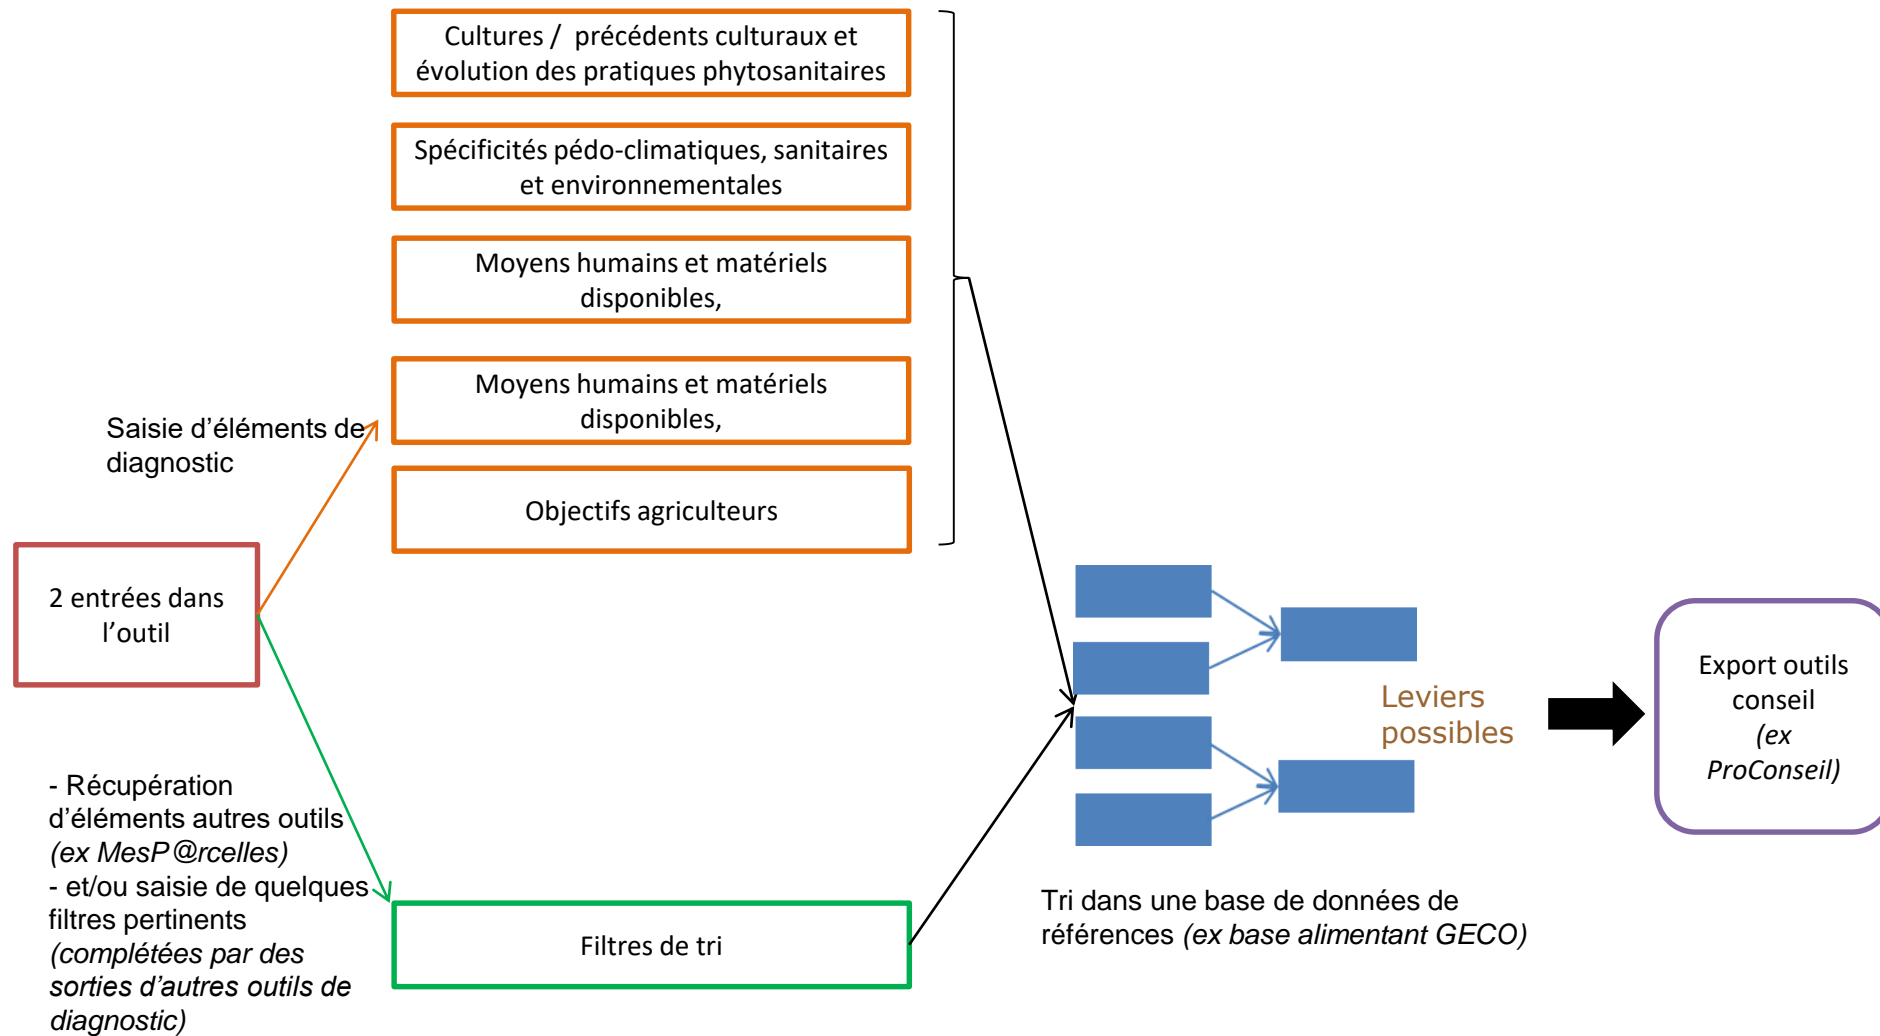 Cultures /  précédents culturaux et
évolution des pratiques phytosanitaires
Spécificités pédo-climatiques, sanitaires
et environnementales
Moyens humains et matériels
disponibles,
Moyens humains et matériels
disponibles,
Saisie d’éléments de
diagnostic
Objectifs agriculteurs
2 entrées dans
l’outil
- Récupération
d’éléments autres outils
(ex MesP@rcelles)
- et/ou saisie de quelques
filtres pertinents
(complétées par des
sorties d’autres outils de
diagnostic)
Filtres de tri
Leviers
possibles
Tri dans une base de données de
références (ex base alimentant GECO)
Export outils
conseil
(ex
ProConseil)